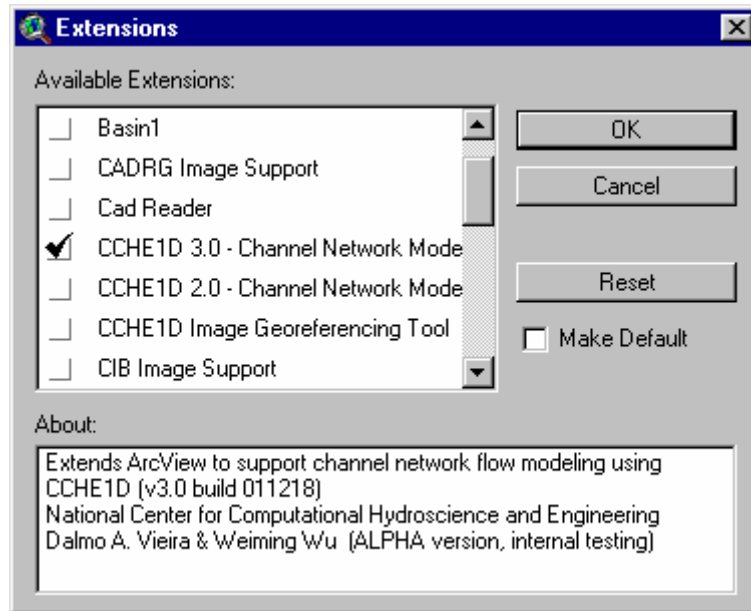 Extensions
Available Extensions:
Basin1
CADRG Image Support
Cad Reader
CCHE1D 3.0 - Channel Network Mode
CCHE1D 2.0 - Channel Network Mode
CCHE1D Image Georeferencing Tool
CIB Image Support
OK
Cancel
Reset
Make Default
About:
Extends ArcView to support channel network flow modeling using
CCHE1D (v3.0 build 011218)
National Center for Computational Hydroscience and Engineering
Dalmo A. Vieira & Weiming Wu (ALPHA version, internal testing)